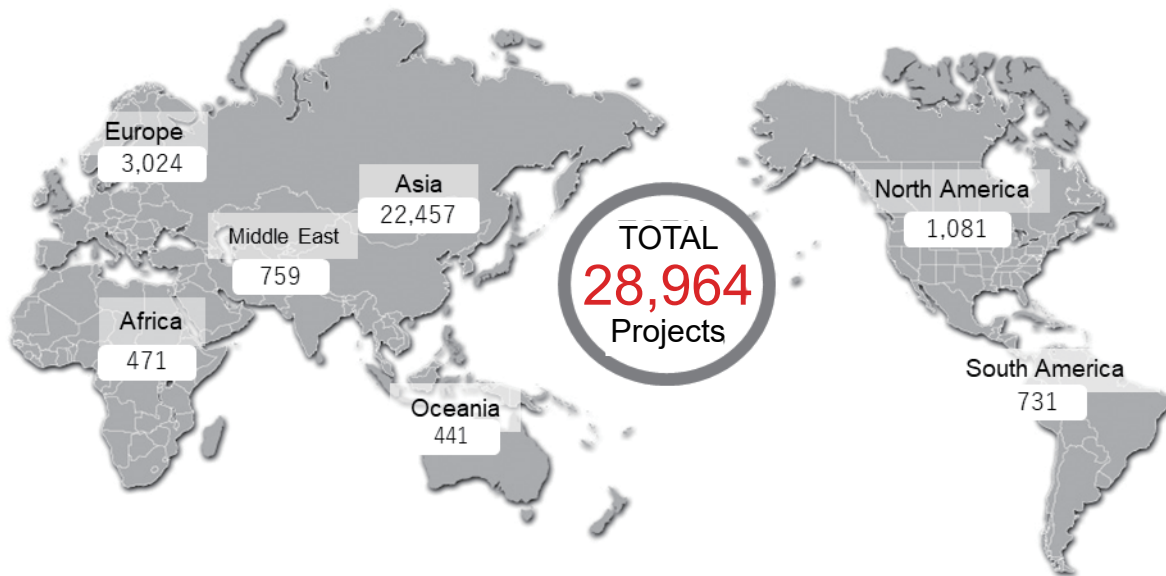 Europe
3,024
Asia
22,457
Middle East
759
Africa
471
Oceania
441
TOTAL
28,964
Projects
North America
1,081
South America
731